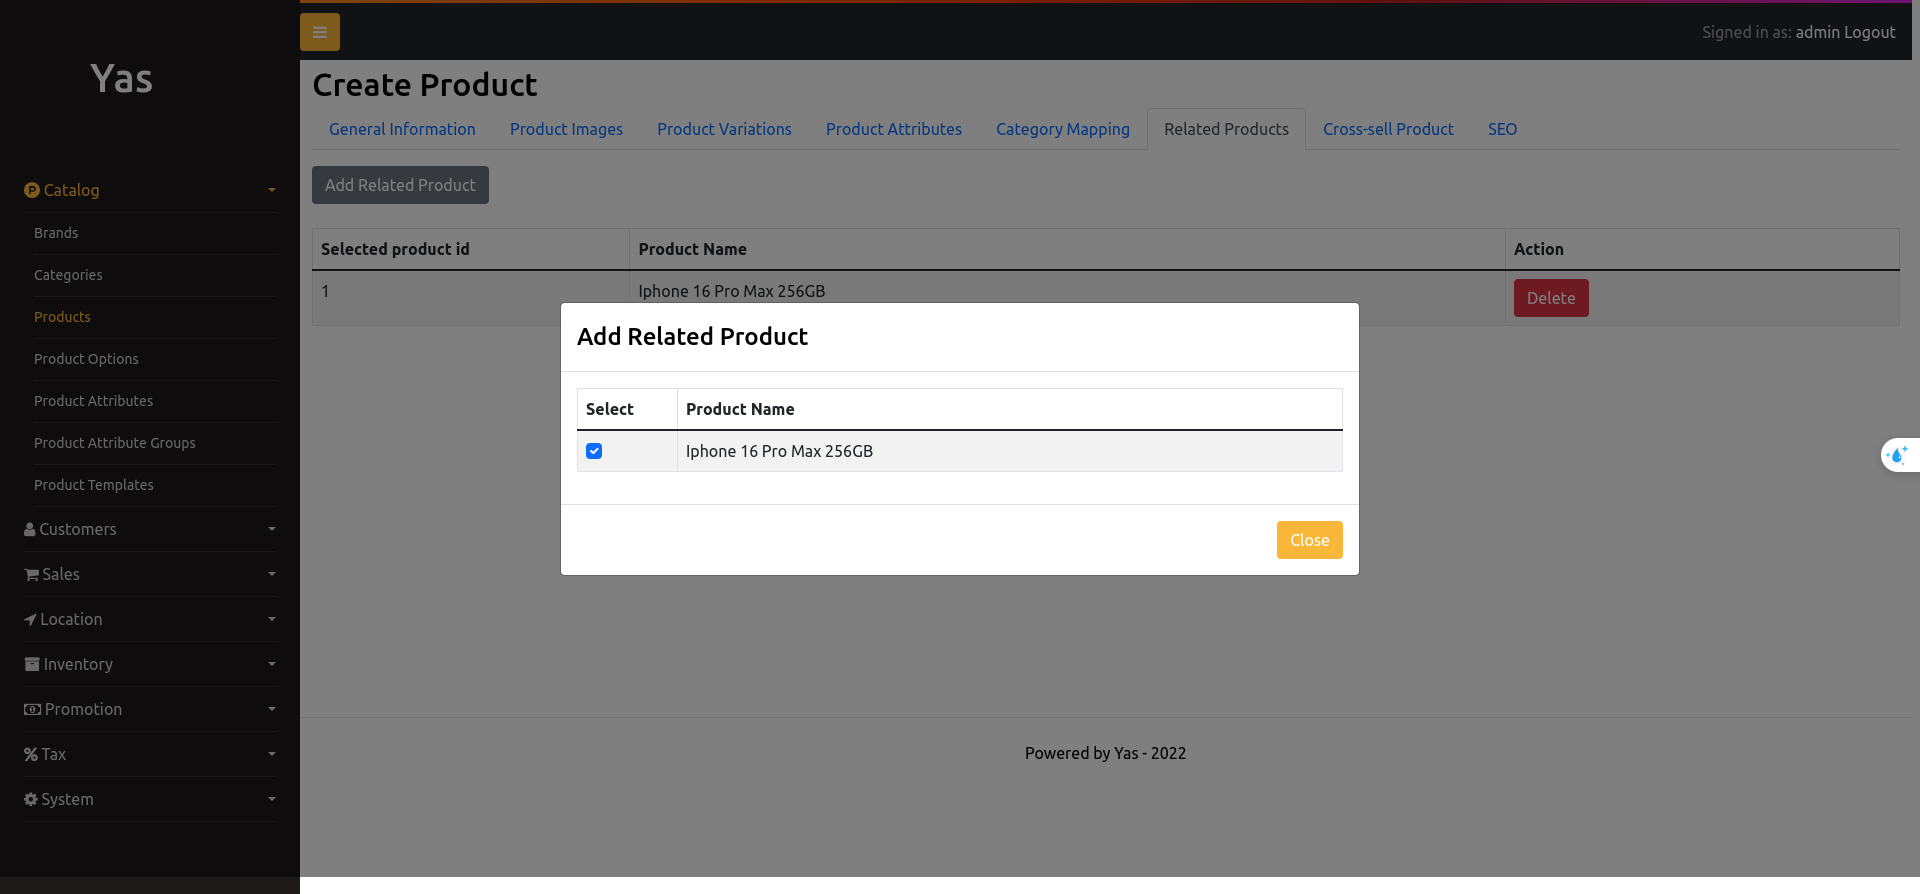 Yas
Signed in as: admin Logout
Create Product
General Information Product Images Product Variations Product Attributes Category Mapping Related Products Cross-sell Product SEO
Add Related Product
Selected product id Product Name Action
1 Iphone 16 Pro Max 256GB Delete
Catalog
Brands
Categories
Products
Product Options
Product Attributes
Product Attribute Groups
Product Templates
Customers
Sales
Location
Inventory
Promotion
Tax
System
Add Related Product
Select Product Name
Iphone 16 Pro Max 256GB
Close
Powered by Yas - 2022